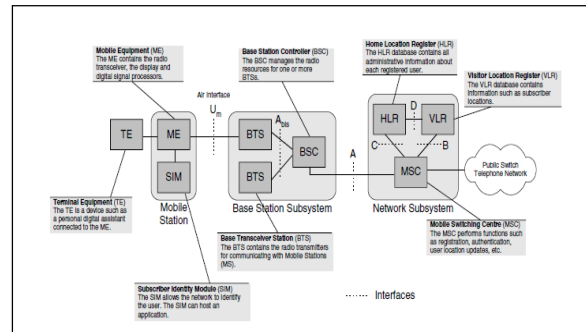 Mobile Equipment (ME)
The ME contains the radio
transceiver, the display and
digital signal processors.
Base Station Controller (BSC)
The BSC manages the
radio resources for one or more
BTSs.
Home Location Register (HLR)
The HLR database contains all
administrative information about
each registered user.
Visitor Location Register (VLR)
The VLR database contains
information such as subscriber
locations.
Air Interface
Um
Abis
A
D
C
B
TE
ME
SIM
BTS
BTS
BSC
HLR
VLR
MSC
Public Switch
Telephone Network
Mobile
Station
Base Station Subsystem
Network Subsystem
Terminal Equipment (TE)
The TE is a device such as
a personal digital assistant
connected to the ME.
Base Transceiver Station (BTS)
The BTS contains the radio transmitters
for communicating with Mobile Stations (MS).
Mobile Switching Centre (MSC)
The MSC performs functions such
as registration, authentication,
user location updates, etc.
Subscriber Identity Module (SIM)
The SIM allows the network to identify
the user. The SIM can host an
application.
Interfaces